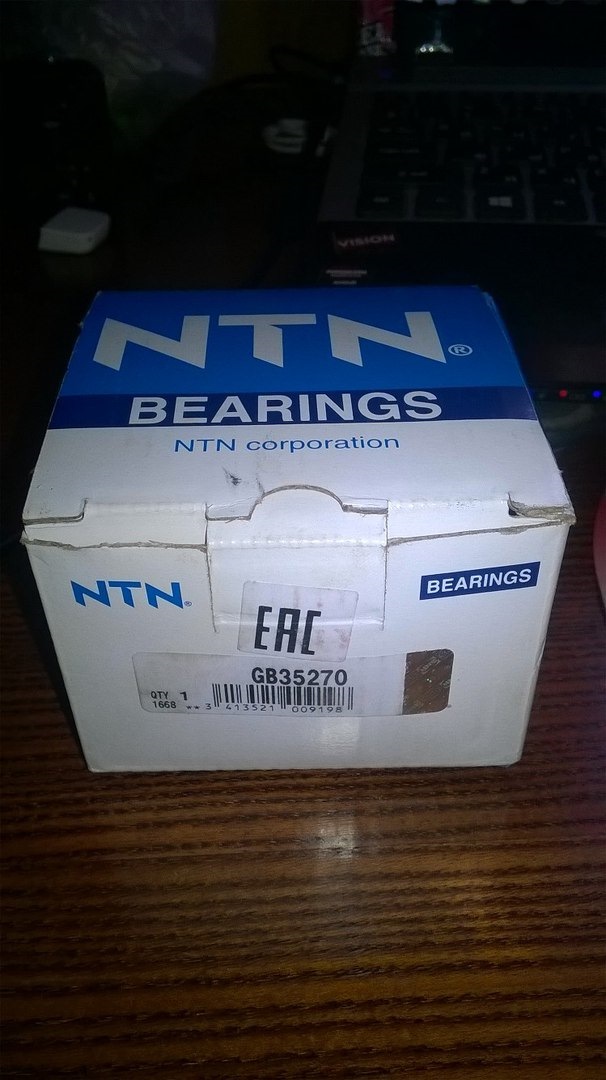 VISION
NTN®
BEARINGS
NTN corporation
NTN®
BEARINGS
EAC
GB35270
QTY 1
1668 ** 3 413521 009198